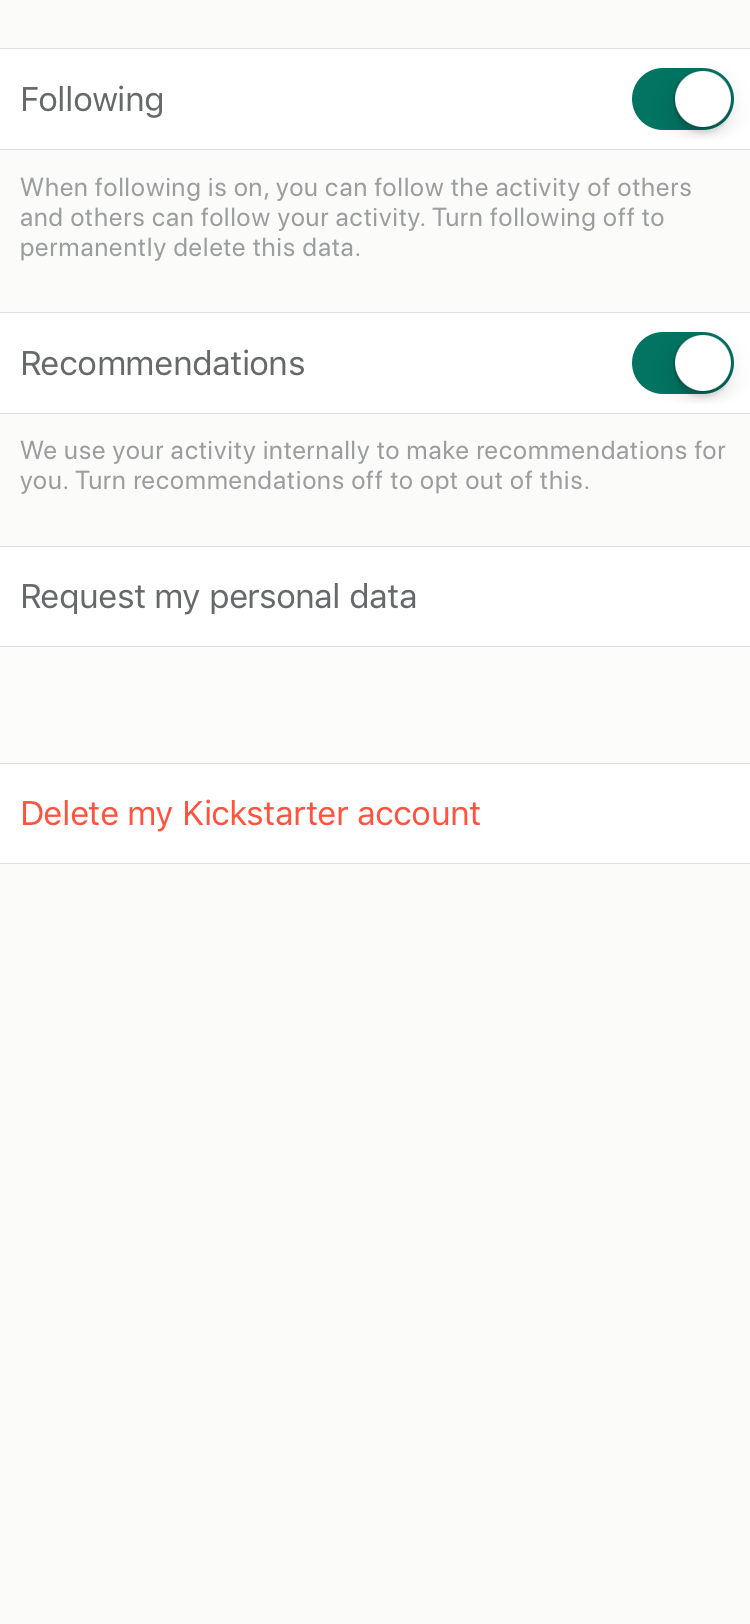 Following
When following is on, you can follow the activity of others
and others can follow your activity. Turn following off to
permanently delete this data.
Recommendations
We use your activity internally to make recommendations for
you. Turn recommendations off to opt out of this.
Request my personal data
Delete my Kickstarter account